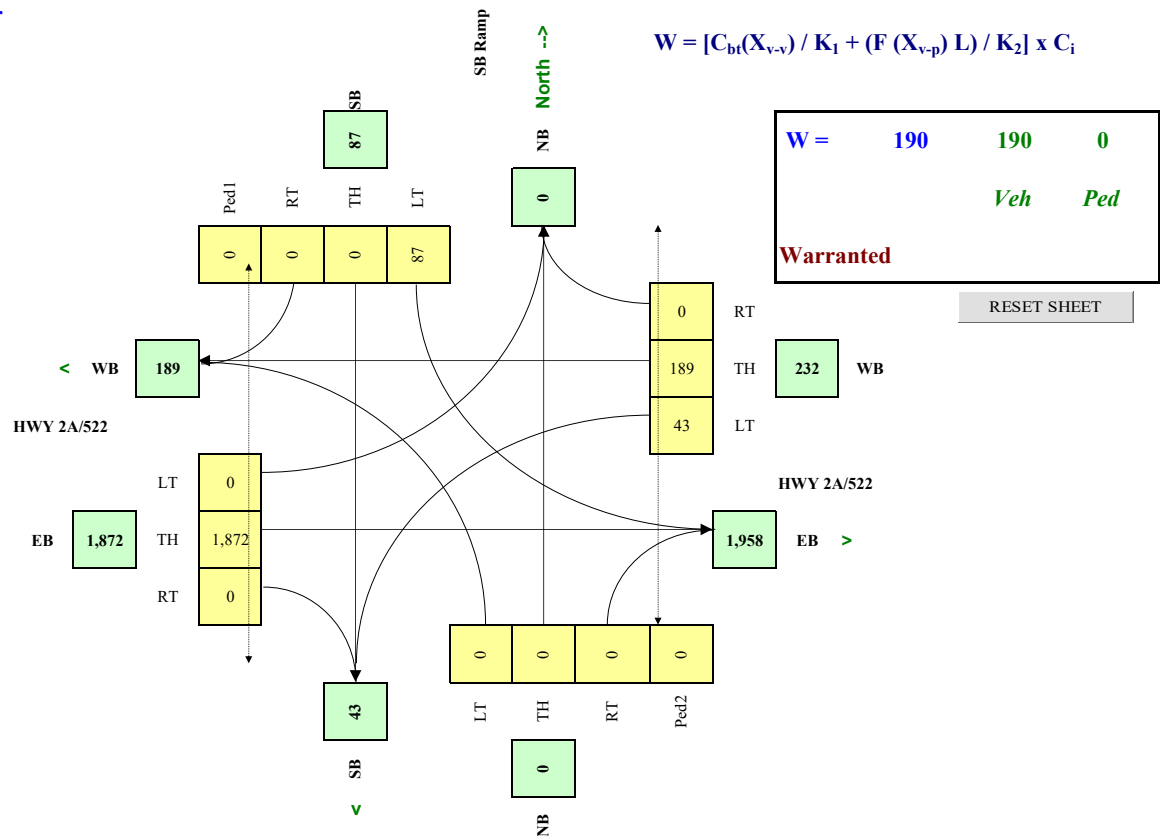 W = [Cbt(Xv-v) / K1 + (F (Xv-p) L) / K2] x Ci
SB Ramp
North -->
SB
87
NB
0
W = 190 190 0
Veh Ped
Warranted
RESET SHEET
Ped1 RT TH LT
0 0 0 87
0 RT
189 TH 232 WB
43 LT
< WB 189
HWY 2A/522
HWY 2A/522
LT 0
EB 1,872 TH 1,872
RT 0
1,958 EB >
0 0 0 0
LT TH RT Ped2
43
SB
<
0
NB